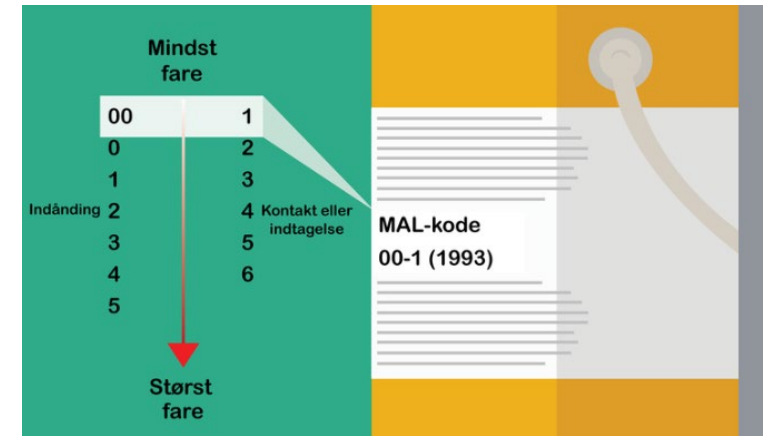 Mindst
fare
00 1
0 2
1 3
Indånding 2 4 Kontakt eller
indtagelse
3 5
4 6
5
Størst
fare
MAL-kode
00-1 (1993)